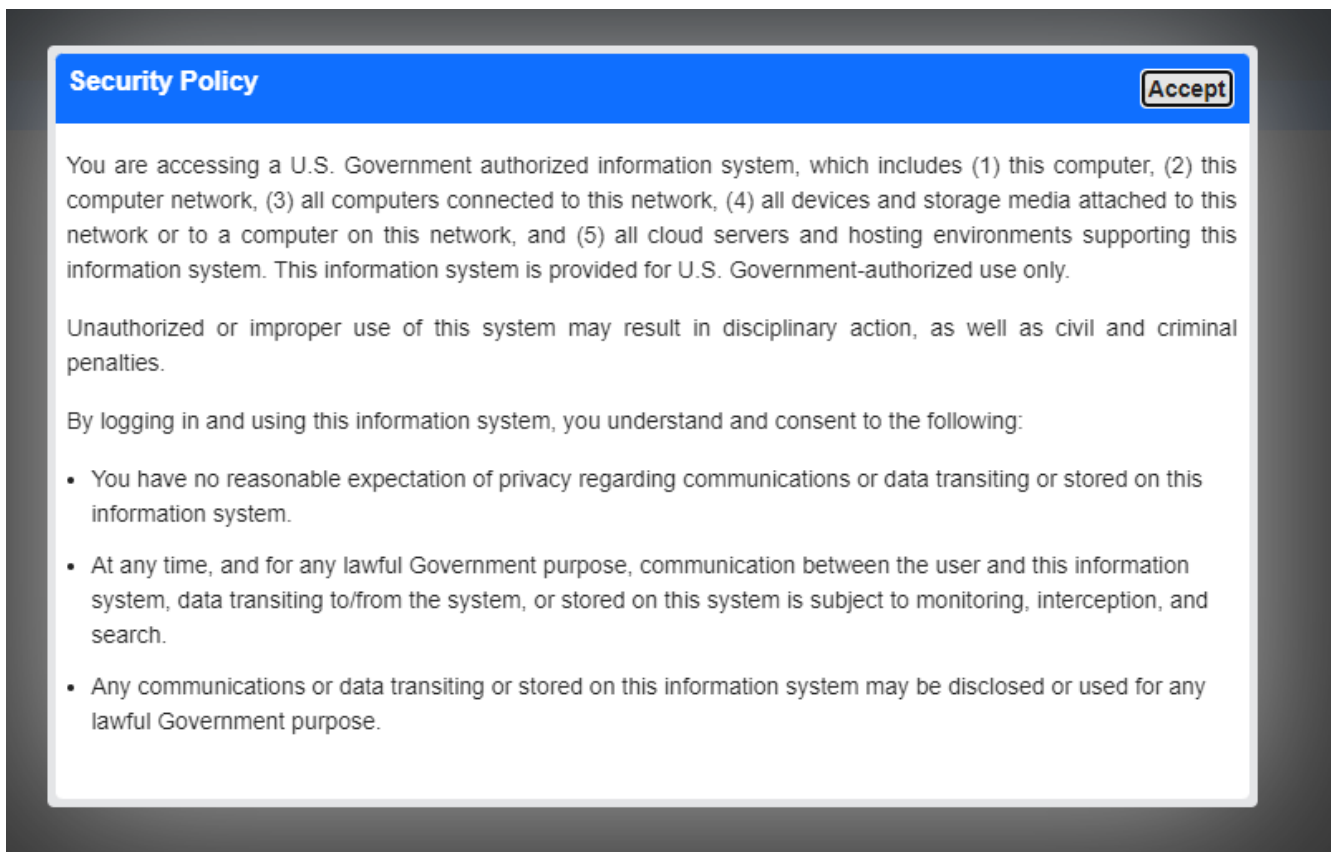 Security Policy
Accept
You are accessing a U.S. Government authorized information system, which includes (1) this computer, (2) this
computer network, (3) all computers connected to this network, (4) all devices and storage media attached to this
network or to a computer on this network, and (5) all cloud servers and hosting environments supporting this
information system. This information system is provided for U.S. Government-authorized use only.
Unauthorized or improper use of this system may result in disciplinary action, as well as civil and criminal
penalties.
By logging in and using this information system, you understand and consent to the following:
• You have no reasonable expectation of privacy regarding communications or data transiting or stored on this
information system.
• At any time, and for any lawful Government purpose, communication between the user and this information
system, data transiting to/from the system, or stored on this system is subject to monitoring, interception, and
search.
• Any communications or data transiting or stored on this information system may be disclosed or used for any
lawful Government purpose.